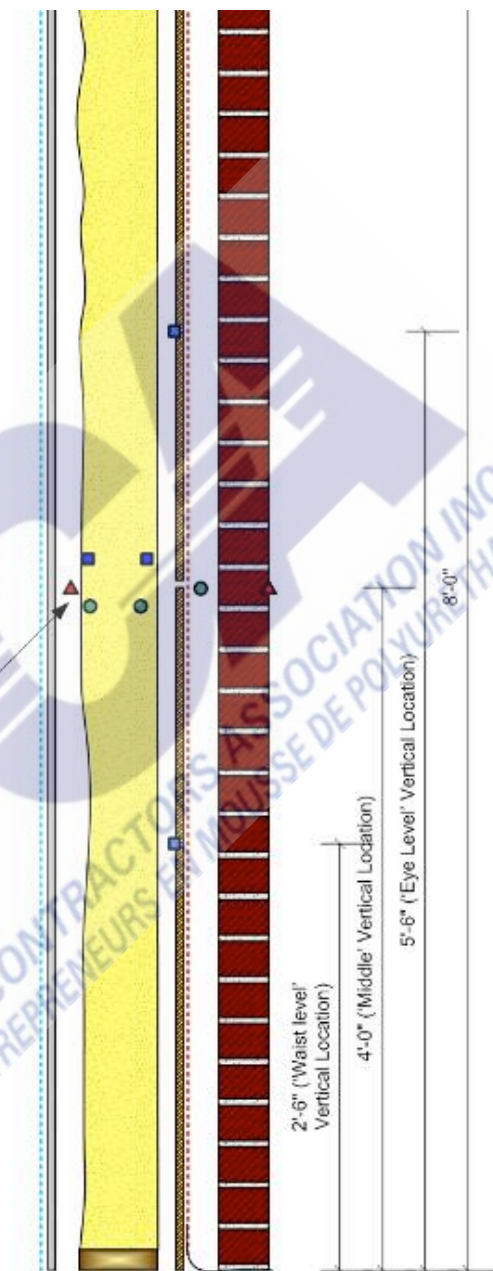 2'-6" ('Waist level'
Vertical Location)
4'-0" ('Middle' Vertical Location)
5'-6" ('Eye Level' Vertical Location)
8'-0"
CONTRACTORS ASSOCIATION INC
ENTREPRENEURS EN MOUSSE DE POLYURETHA